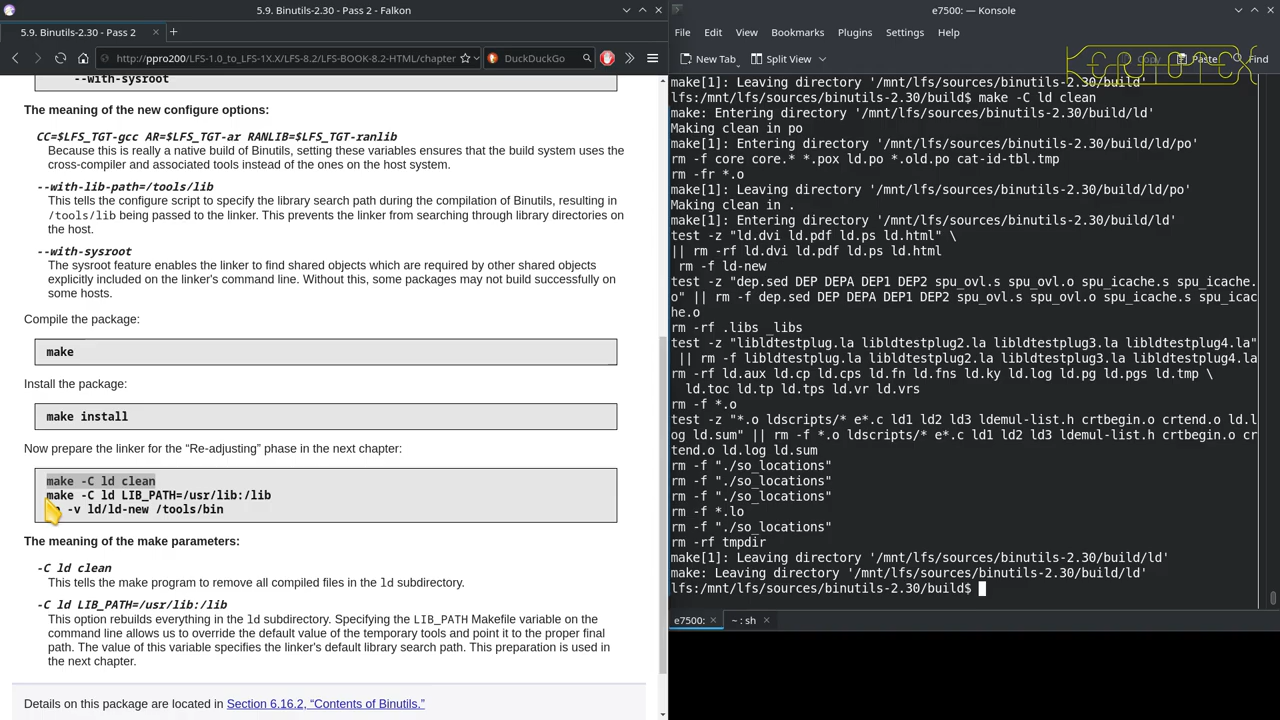 5.9. Binutils-2.30 - Pass 2 - Falkon
5.9. Binutils-2.30 - Pass 2
http://ppro200/LFS-1.0_to_LFS-1X.X/LFS-8.2/LFS-BOOK-8.2-HTML/chapter
DuckDuckGo
--with-sysroot
The meaning of the new configure options:
CC=$LFS_TGT-gcc AR=$LFS_TGT-ar RANLIB=$LFS_TGT-ranlib
Because this is really a native build of Binutils, setting these variables ensures that the build system uses the
cross-compiler and associated tools instead of the ones on the host system.
--with-lib-path=/tools/lib
This tells the configure script to specify the library search path during the compilation of Binutils, resulting in
/tools/lib being passed to the linker. This prevents the linker from searching through library directories on
the host.
--with-sysroot
The sysroot feature enables the linker to find shared objects which are required by other shared objects
explicitly included on the linker's command line. Without this, some packages may not build successfully on
some hosts.
Compile the package:
make
Install the package:
make install
Now prepare the linker for the “Re-adjusting” phase in the next chapter:
make -C ld clean
make -C ld LIB_PATH=/usr/lib:/lib
-v ld/ld-new /tools/bin
The meaning of the make parameters:
-C ld clean
This tells the make program to remove all compiled files in the ld subdirectory.
-C ld LIB_PATH=/usr/lib:/lib
This option rebuilds everything in the ld subdirectory. Specifying the LIB_PATH Makefile variable on the
command line allows us to override the default value of the temporary tools and point it to the proper final
path. The value of this variable specifies the linker's default library search path. This preparation is used in
the next chapter.
Details on this package are located in Section 6.16.2, “Contents of Binutils.”
e7500: — Konsole
File Edit View Bookmarks Plugins Settings Help
New Tab Split View Copy Paste Find
make[1]: Leaving directory '/mnt/lfs/sources/binutils-2.30/build'
lfs:/mnt/lfs/sources/binutils-2.30/build$ make -C ld clean
make: Entering directory '/mnt/lfs/sources/binutils-2.30/build/ld'
Making clean in po
make[1]: Entering directory '/mnt/lfs/sources/binutils-2.30/build/ld/po'
rm -f core core.* *.pox ld.po *.old.po cat-id-tbl.tmp
rm -fr *.o
make[1]: Leaving directory '/mnt/lfs/sources/binutils-2.30/build/ld/po'
Making clean in .
make[1]: Entering directory '/mnt/lfs/sources/binutils-2.30/build/ld'
test -z "ld.dvi ld.pdf ld.ps ld.html" \
|| rm -rf ld.dvi ld.pdf ld.ps ld.html
rm -f ld-new
test -z "dep.sed DEP DEPA DEP1 DEP2 spu_ovl.s spu_ovl.o spu_icache.s spu_icache.
o" || rm -f dep.sed DEP DEPA DEP1 DEP2 spu_ovl.s spu_ovl.o spu_icache.s spu_icac
he.o
rm -rf .libs _libs
test -z "libldtestplug.la libldtestplug2.la libldtestplug3.la libldtestplug4.la"
|| rm -f libldtestplug.la libldtestplug2.la libldtestplug3.la libldtestplug4.la
rm -rf ld.aux ld.cp ld.cps ld.fn ld.fns ld.ky ld.log ld.pg ld.pgs ld.tmp \
ld.toc ld.tp ld.tps ld.vr ld.vrs
rm -f *.o
test -z "*.o ldscripts/* e*.c ld1 ld2 ld3 ldemul-list.h crtbegin.o crtend.o ld.l
og ld.sum" || rm -f *.o ldscripts/* e*.c ld1 ld2 ld3 ldemul-list.h crtbegin.o cr
tend.o ld.log ld.sum
rm -f "./so_locations"
rm -f "./so_locations"
rm -f "./so_locations"
rm -f *.lo
rm -f "./so_locations"
rm -rf tmpdir
make[1]: Leaving directory '/mnt/lfs/sources/binutils-2.30/build/ld'
make: Leaving directory '/mnt/lfs/sources/binutils-2.30/build/ld'
lfs:/mnt/lfs/sources/binutils-2.30/build$
e7500: ~ : sh